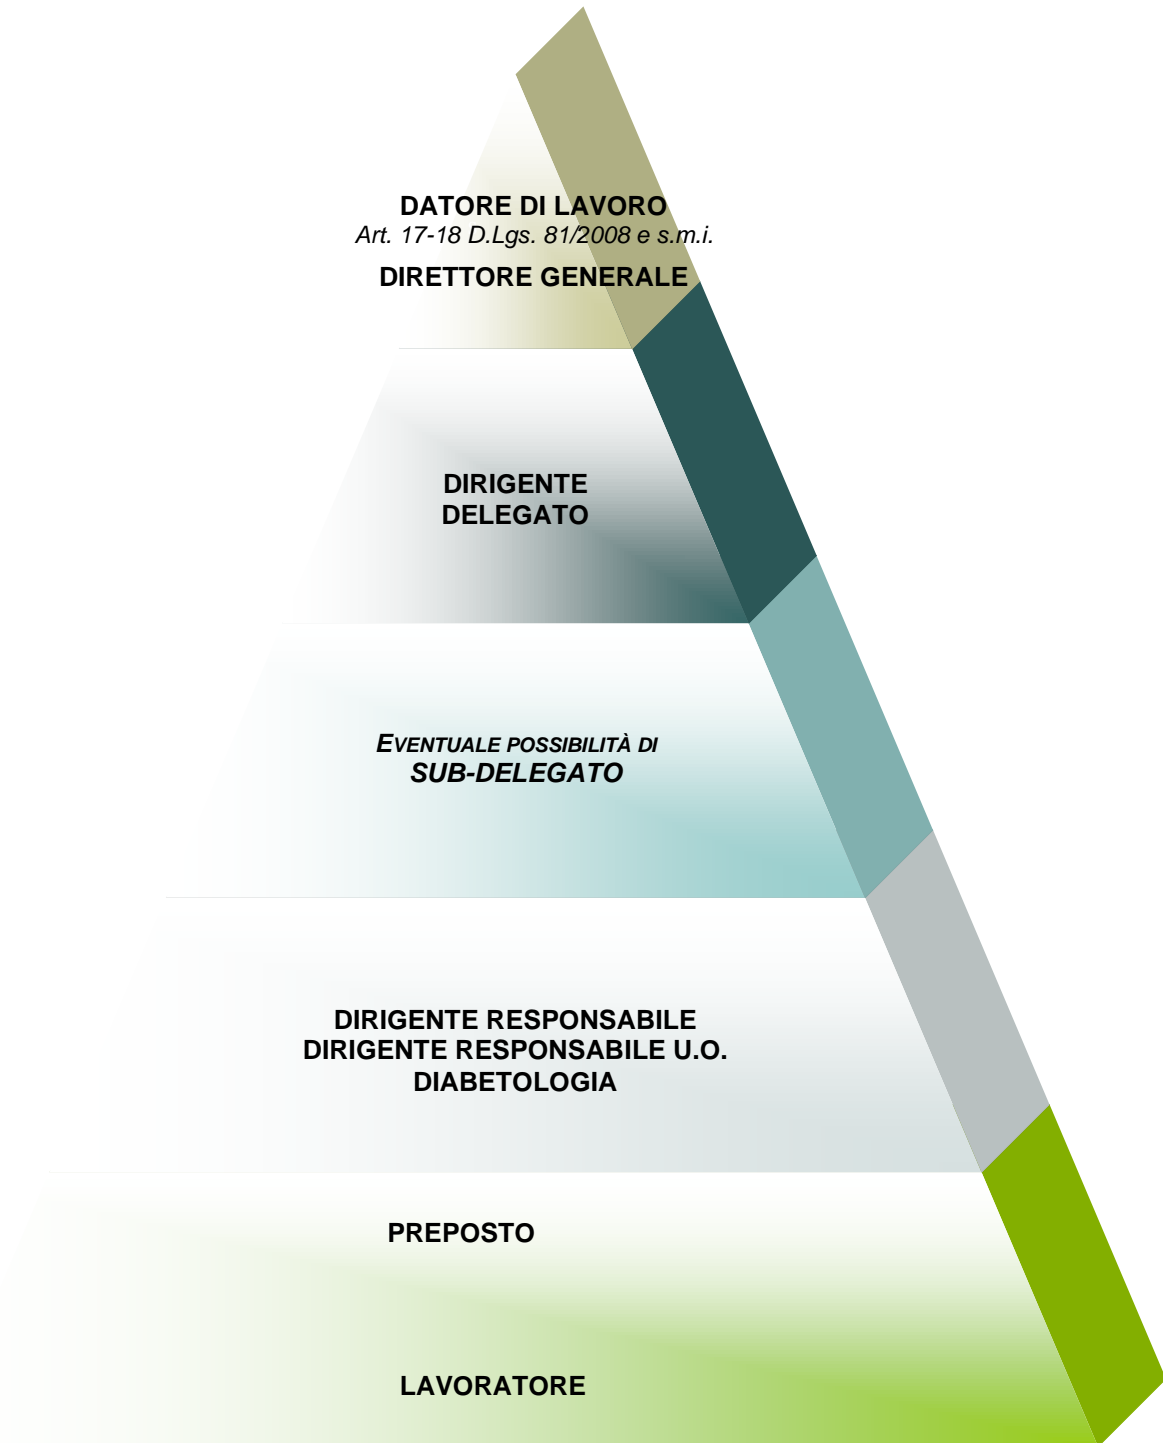 DATORE DI LAVORO
Art. 17-18 D.Lgs. 81/2008 e s.m.i.
DIRETTORE GENERALE
DIRIGENTE
DELEGATO
EVENTUALE POSSIBILITÀ DI
SUB-DELEGATO
DIRIGENTE RESPONSABILE
DIRIGENTE RESPONSABILE U.O.
DIABETOLOGIA
PREPOSTO
LAVORATORE